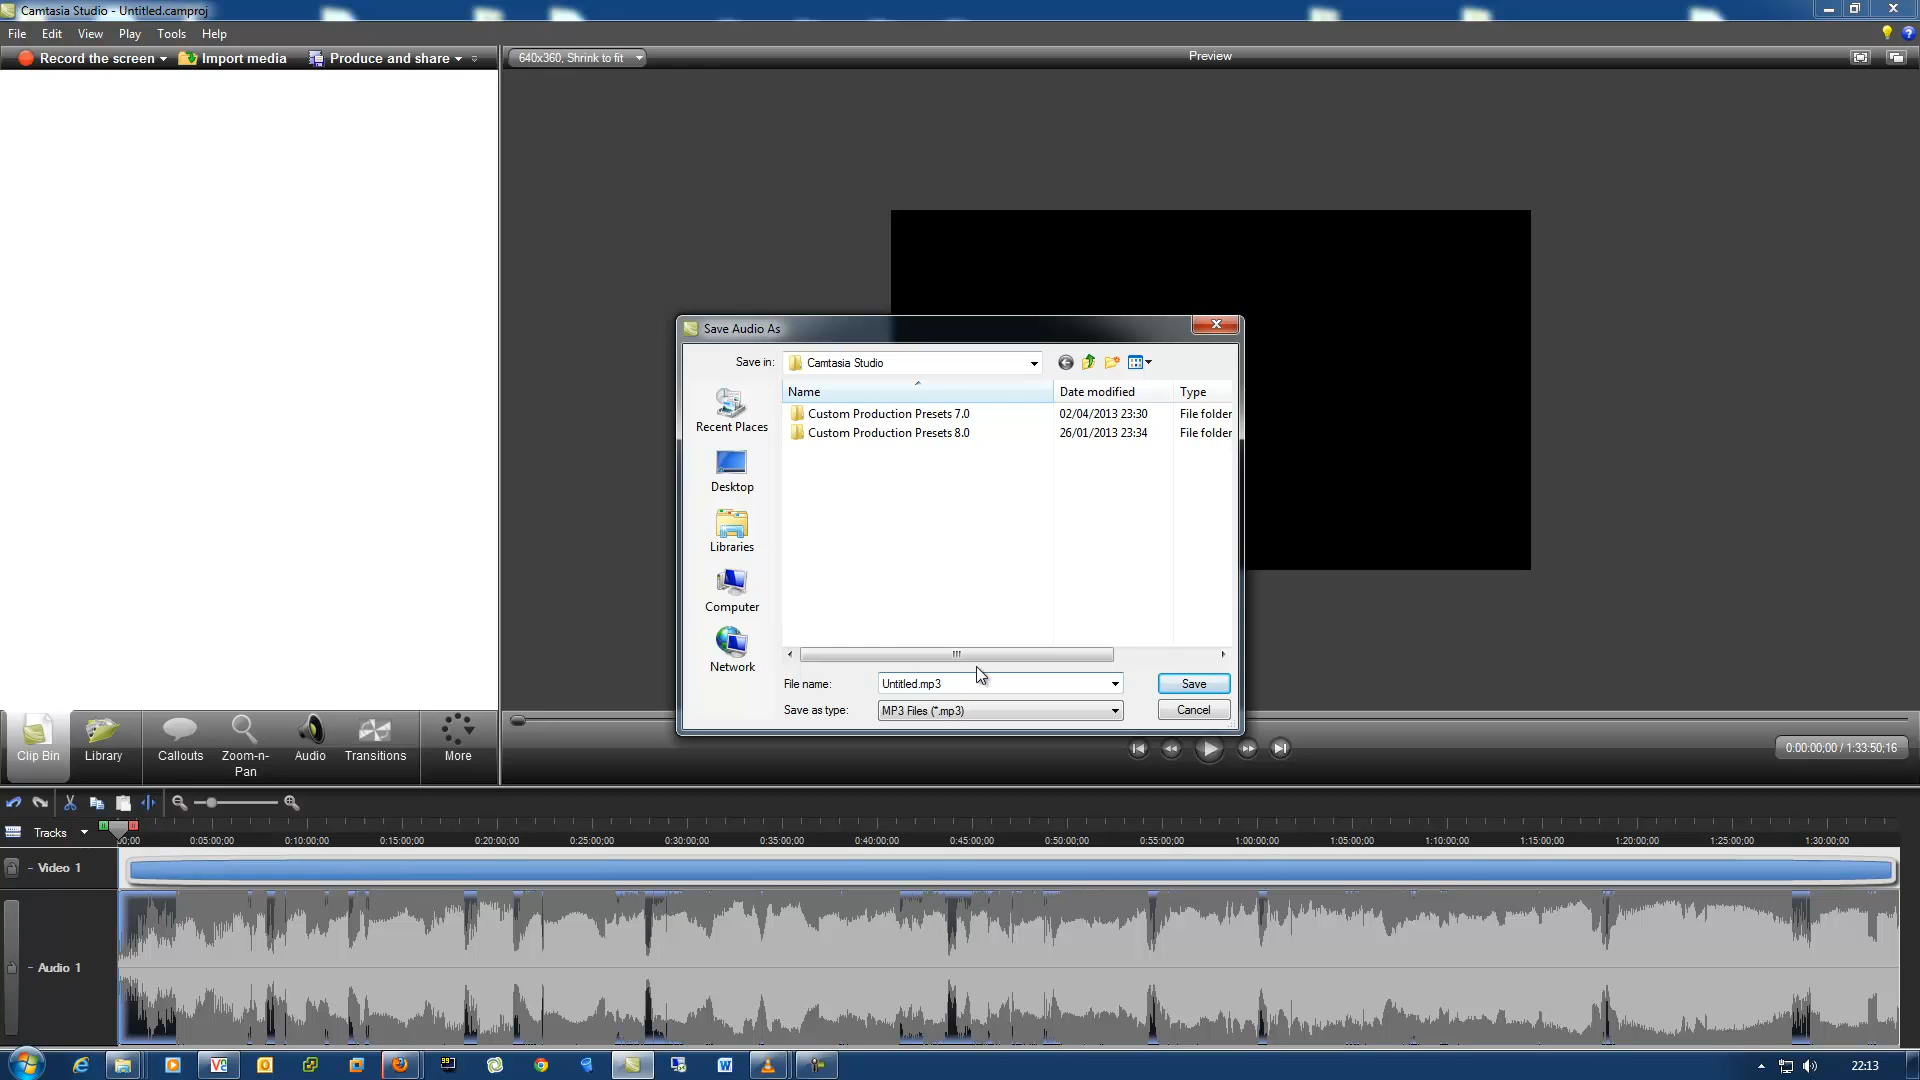 Camtasia Studio - Untitled.camproj
File Edit View Play Tools Help
Record the screen Import media Produce and share
640x360, Shrink to fit
Preview
Save Audio As
Save in: Camtasia Studio
Name Date modified Type
Custom Production Presets 7.0 02/04/2013 23:30 File folder
Custom Production Presets 8.0 26/01/2013 23:34 File folder
Recent Places
Desktop
Libraries
Computer
Network
File name: Untitled.mp3 Save
Save as type: MP3 Files (*.mp3) Cancel
Clip Bin Library Callouts Zoom-n-Pan Audio Transitions More
0:00:00;00 / 1:33:50;16
Tracks
00;00 0:05:00;00 0:10:00;00 0:15:00;00 0:20:00;00 0:25:00;00 0:30:00;00 0:35:00;00 0:40:00;00 0:45:00;00 0:50:00;00 0:55:00;00 1:00:00;00 1:05:00;00 1:10:00;00 1:15:00;00 1:20:00;00 1:25:00;00 1:30:00;00
- Video 1
- Audio 1
22:13